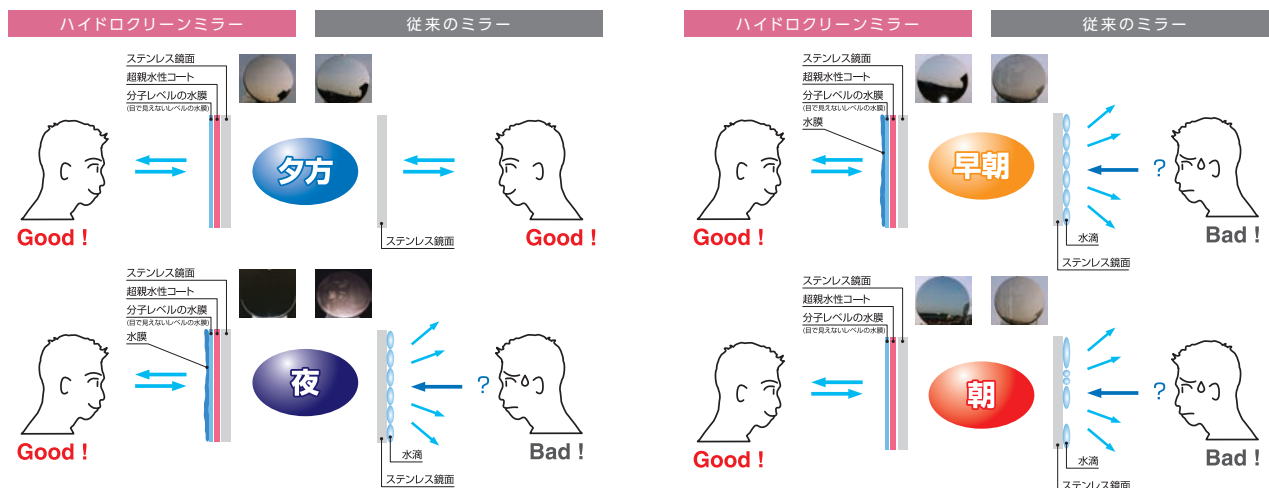 ハイドロクリーンミラー
従来のミラー
ステンレス鏡面
超親水性コート
分子レベルの水膜
(目で見えないレベルの水膜)
夕方
Good !
ステンレス鏡面
Good !
ステンレス鏡面
超親水性コート
分子レベルの水膜
(目で見えないレベルの水膜)
水膜
夜
?
Good !
水滴
ステンレス鏡面
Bad !
ハイドロクリーンミラー
従来のミラー
ステンレス鏡面
超親水性コート
分子レベルの水膜
(目で見えないレベルの水膜)
水膜
早朝
?
Good !
水滴
ステンレス鏡面
Bad !
ステンレス鏡面
超親水性コート
分子レベルの水膜
(目で見えないレベルの水膜)
朝
?
Good !
水滴
ステンレス鏡面
Bad !